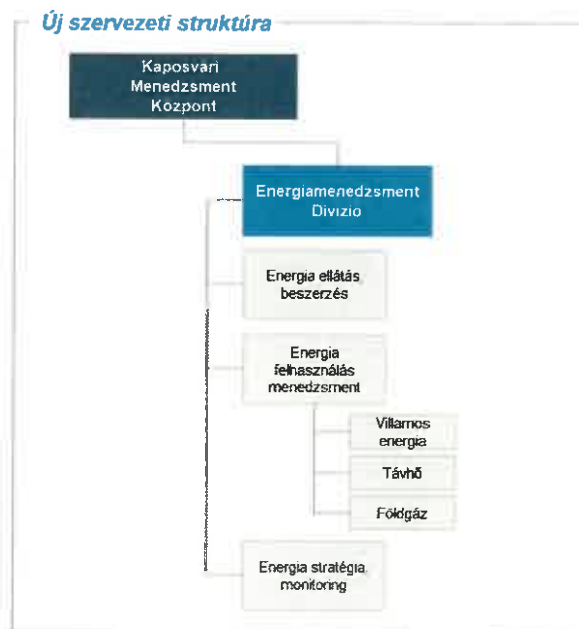 Új szervezeti struktúra
Kaposvári
Menedzsment
Központ
Energiamenedzsment
Divízio
Energia ellátás
beszerzés
Energia
felhasználás
menedzsment
Villamos
energia
Távhő
Földgáz
Energia stratégia,
monitoring